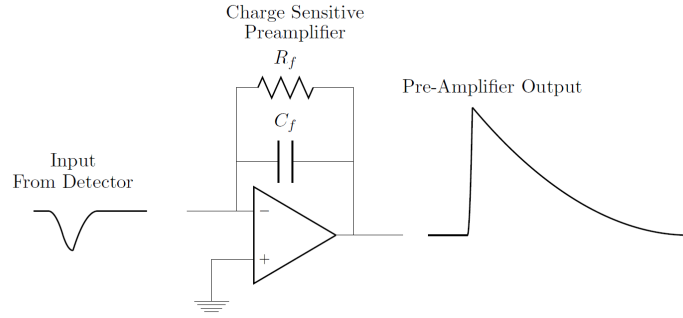 Charge Sensitive
Preamplifier
R_f
Pre-Amplifier Output
C_f
Input
From Detector
−
+